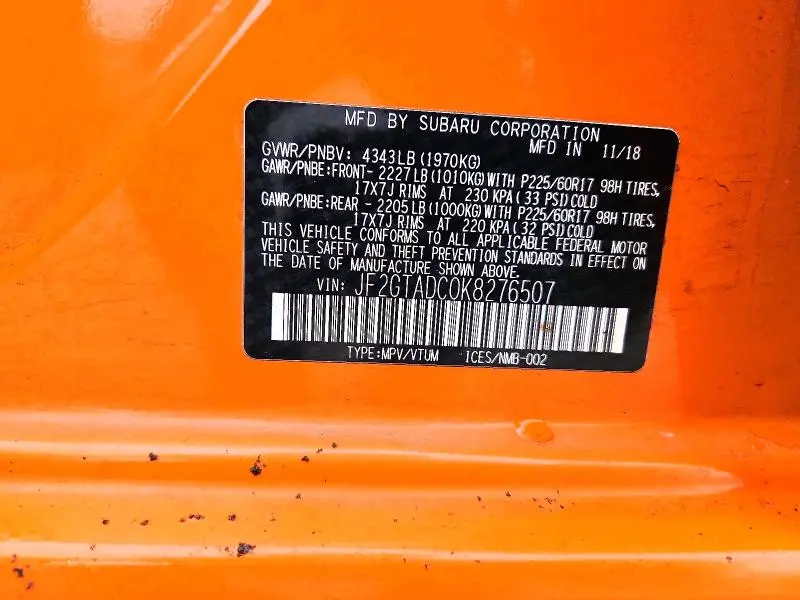 MFD BY SUBARU CORPORATION
MFD IN 11/18
GVWR/PNBV: 4343LB (1970KG)
GAWR/PNBE:FRONT- 2227LB (1010KG) WITH P225/60R17 98H TIRES,
17X7J RIMS AT 230 KPA (33 PSI) COLD
GAWR/PNBE:REAR - 2205LB (1000KG) WITH P225/60R17 98H TIRES,
17X7J RIMS AT 220 KPA (32 PSI) COLD
THIS VEHICLE CONFORMS TO ALL APPLICABLE FEDERAL MOTOR
VEHICLE SAFETY AND THEFT PREVENTION STANDARDS IN EFFECT ON
THE DATE OF MANUFACTURE SHOWN ABOVE.
VIN: JF2GTADC0K8276507
TYPE:MPV/VTUM ICES/NMB-002